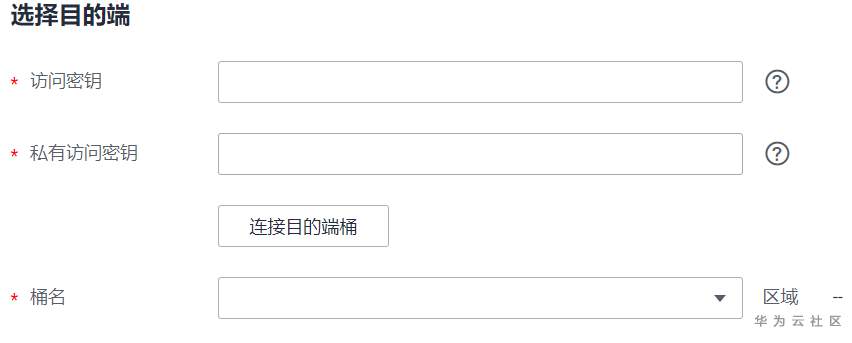 选择目的端
* 访问密钥 ?
* 私有访问密钥 ?
连接目的端桶
* 桶名 区域 --
华为云社区